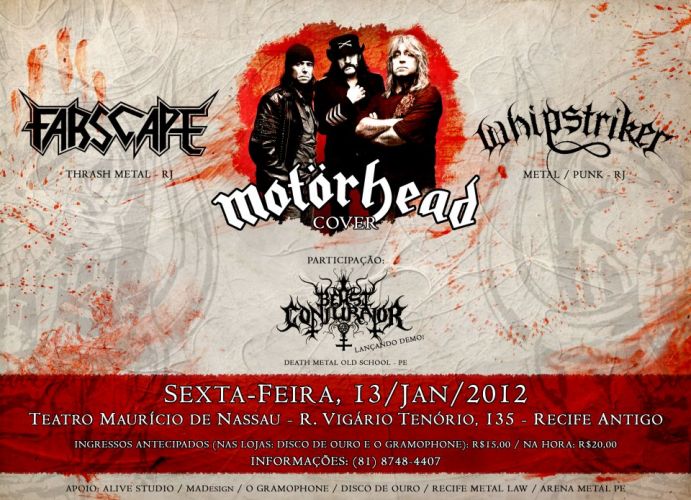 FARSCAPE
THRASH METAL - RJ
motörhead
COVER
Whipstriker
METAL / PUNK - RJ
PARTICIPAÇÃO:
BEAST CONJURATOR
LANÇANDO DEMO!
DEATH METAL OLD SCHOOL - PE
SEXTA-FEIRA, 13/JAN/2012
TEATRO MAURÍCIO DE NASSAU - R. VIGÁRIO TENÓRIO, 135 - RECIFE ANTIGO
INGRESSOS ANTECIPADOS (NAS LOJAS: DISCO DE OURO E O GRAMOPHONE): R$15,00 / NA HORA: R$20,00
INFORMAÇÕES: (81) 8748-4407
APOIO: ALIVE STUDIO / MADESIGN / O GRAMOPHONE / DISCO DE OURO / RECIFE METAL LAW / ARENA METAL PE